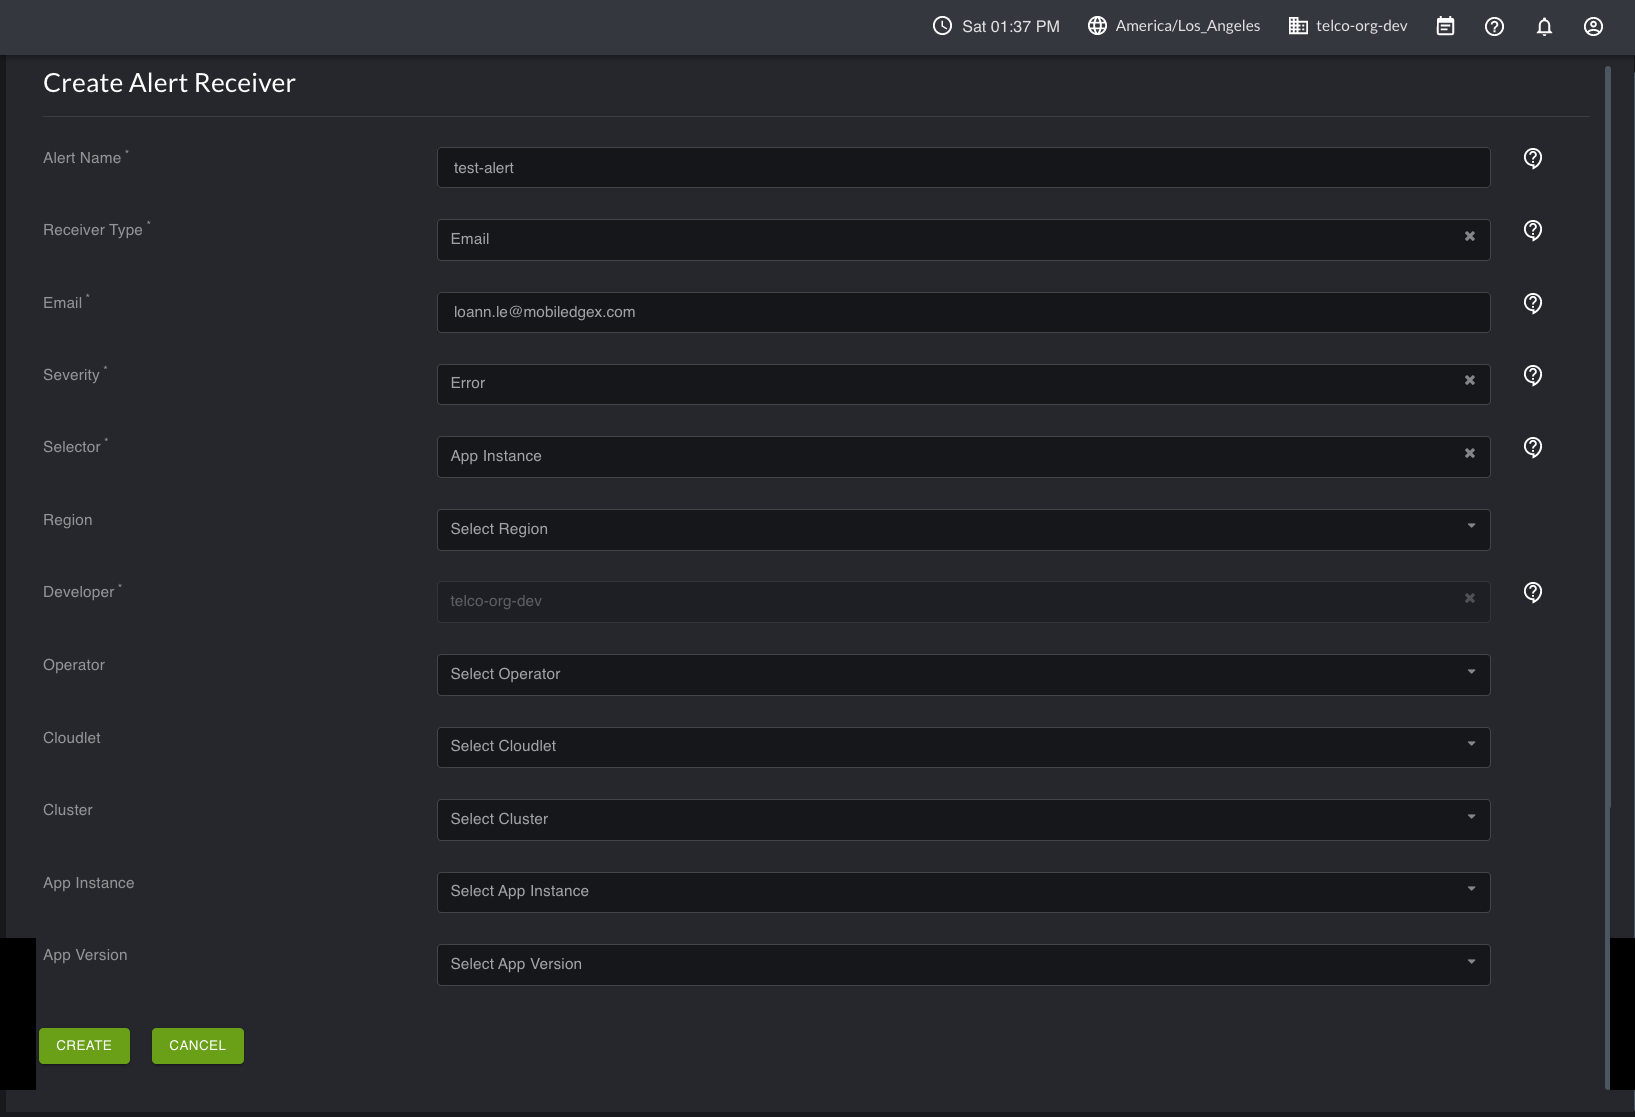 Sat 01:37 PM America/Los_Angeles telco-org-dev
Create Alert Receiver
Alert Name * test-alert
Receiver Type * Email
Email * loann.le@mobiledgex.com
Severity * Error
Selector * App Instance
Region Select Region
Developer * telco-org-dev
Operator Select Operator
Cloudlet Select Cloudlet
Cluster Select Cluster
App Instance Select App Instance
App Version Select App Version
CREATE CANCEL